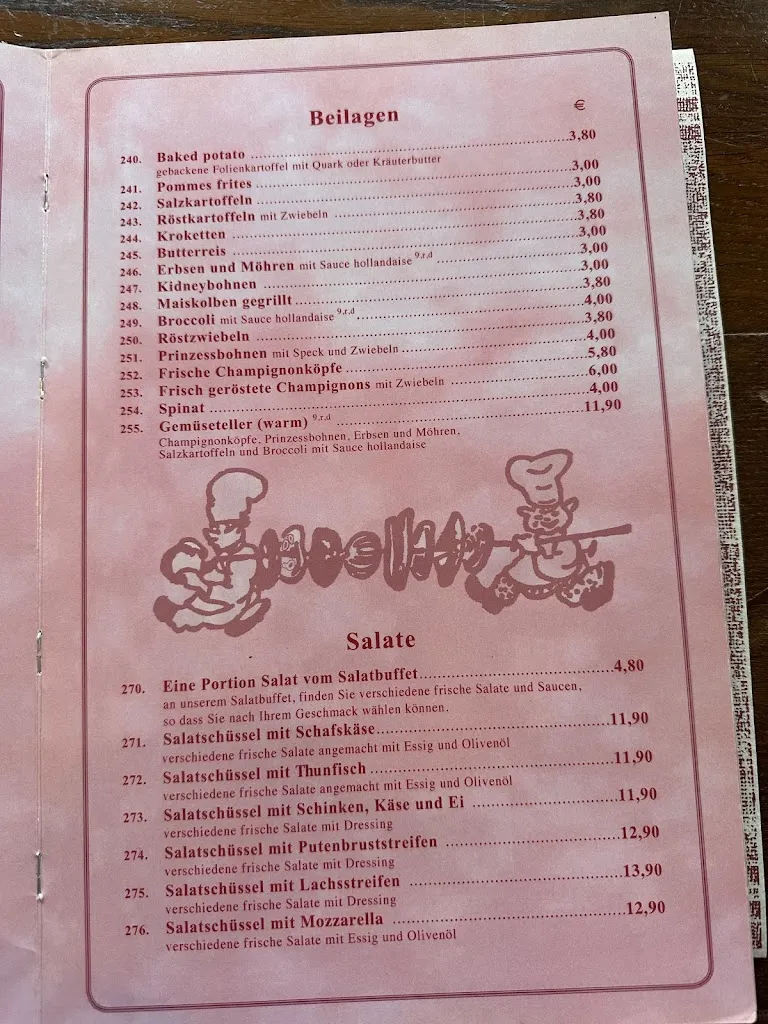 Beilagen €
240. Baked potato ........ 3,80
gebackene Folienkartoffel mit Quark oder Kräuterbutter
241. Pommes frites ........ 3,00
242. Salzkartoffeln ........ 3,00
243. Röstkartoffeln mit Zwiebeln ........ 3,80
244. Kroketten ........ 3,80
245. Butterreis ........ 3,00
246. Erbsen und Möhren mit Sauce hollandaise 9,r,d ........ 3,00
247. Kidneybohnen ........ 3,00
248. Maiskolben gegrillt ........ 3,80
249. Broccoli mit Sauce hollandaise 9,r,d ........ 4,00
250. Röstzwiebeln ........ 3,80
251. Prinzessbohnen mit Speck und Zwiebeln ........ 4,00
252. Frische Champignonköpfe ........ 5,80
253. Frisch geröstete Champignons mit Zwiebeln ........ 6,00
254. Spinat ........ 4,00
255. Gemüseteller (warm) 9,r,d ........ 11,90
Champignonköpfe, Prinzessbohnen, Erbsen und Möhren,
Salzkartoffeln und Broccoli mit Sauce hollandaise
Salate
270. Eine Portion Salat vom Salatbuffet ........ 4,80
an unserem Salatbuffet, finden Sie verschiedene frische Salate und Saucen,
so dass Sie nach Ihrem Geschmack wählen können.
271. Salatschüssel mit Schafskäse ........ 11,90
verschiedene frische Salate angemacht mit Essig und Olivenöl
272. Salatschüssel mit Thunfisch ........ 11,90
verschiedene frische Salate angemacht mit Essig und Olivenöl
273. Salatschüssel mit Schinken, Käse und Ei ........ 11,90
verschiedene frische Salate mit Dressing
274. Salatschüssel mit Putenbruststreifen ........ 12,90
verschiedene frische Salate mit Dressing
275. Salatschüssel mit Lachsstreifen ........ 13,90
verschiedene frische Salate mit Dressing
276. Salatschüssel mit Mozzarella ........ 12,90
verschiedene frische Salate mit Essig und Olivenöl